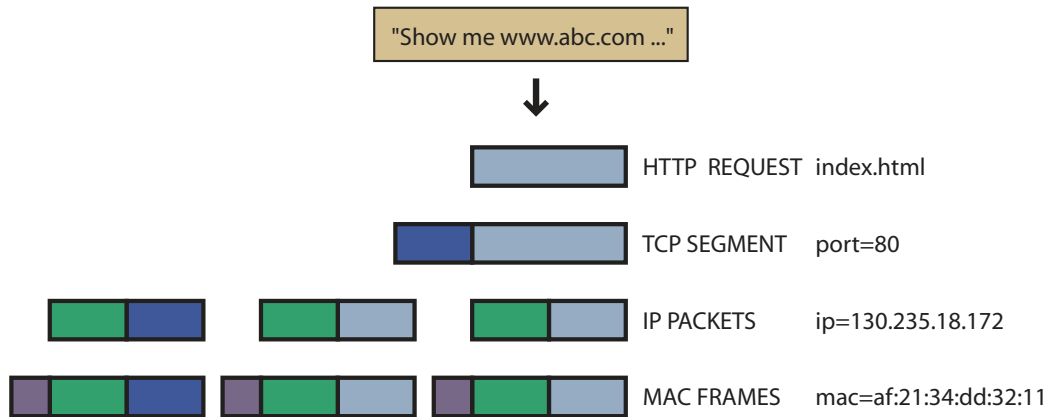 "Show me www.abc.com ..."
HTTP REQUEST index.html
TCP SEGMENT port=80
IP PACKETS ip=130.235.18.172
MAC FRAMES mac=af:21:34:dd:32:11